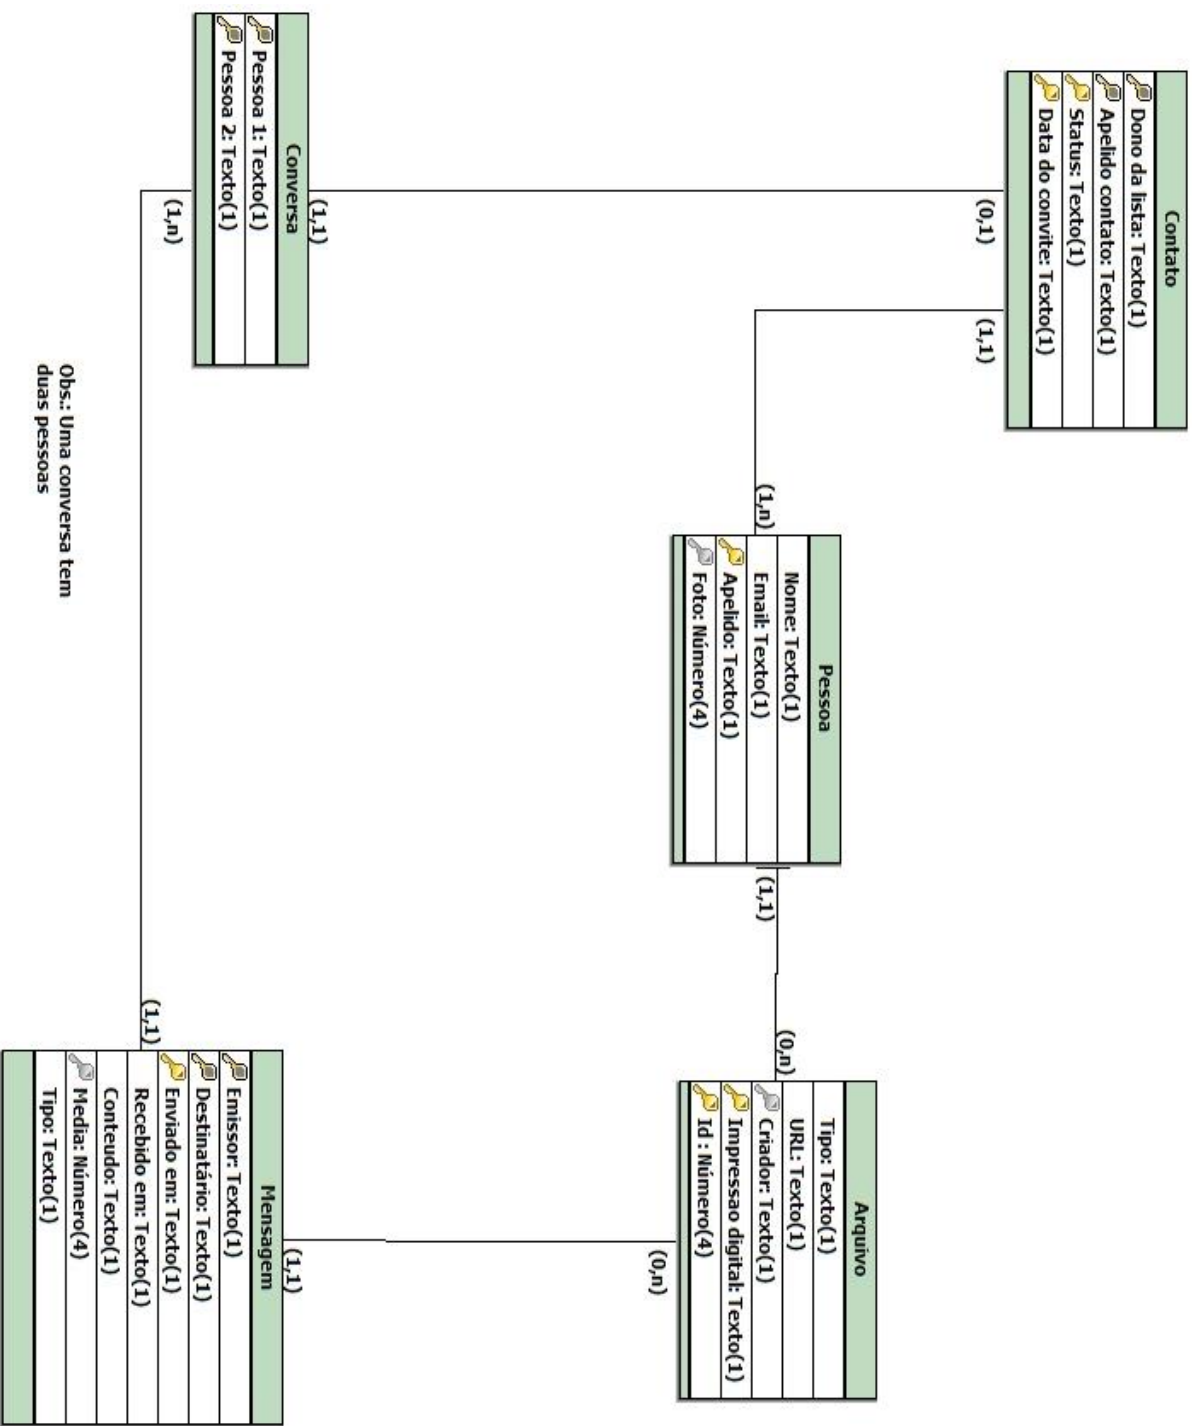 Contato
Dono da lista: Texto(1)
Apelido contato: Texto(1)
Status: Texto(1)
Data do convite: Texto(1)
(0,1)
(1,1)
(1,n)
Pessoa
Nome: Texto(1)
Email: Texto(1)
Apelido: Texto(1)
Foto: Número(4)
(1,1)
(0,n)
Arquivo
Tipo: Texto(1)
URL: Texto(1)
Criador: Texto(1)
Impressao digital: Texto(1)
Id : Número(4)
(0,n)
(1,1)
Conversa
Pessoa 1: Texto(1)
Pessoa 2: Texto(1)
(1,n)
(1,1)
Mensagem
Emissor: Texto(1)
Destinatário: Texto(1)
Enviado em: Texto(1)
Recebido em: Texto(1)
Conteudo: Texto(1)
Media: Número(4)
Tipo: Texto(1)
(1,1)
Obs.: Uma conversa tem
duas pessoas